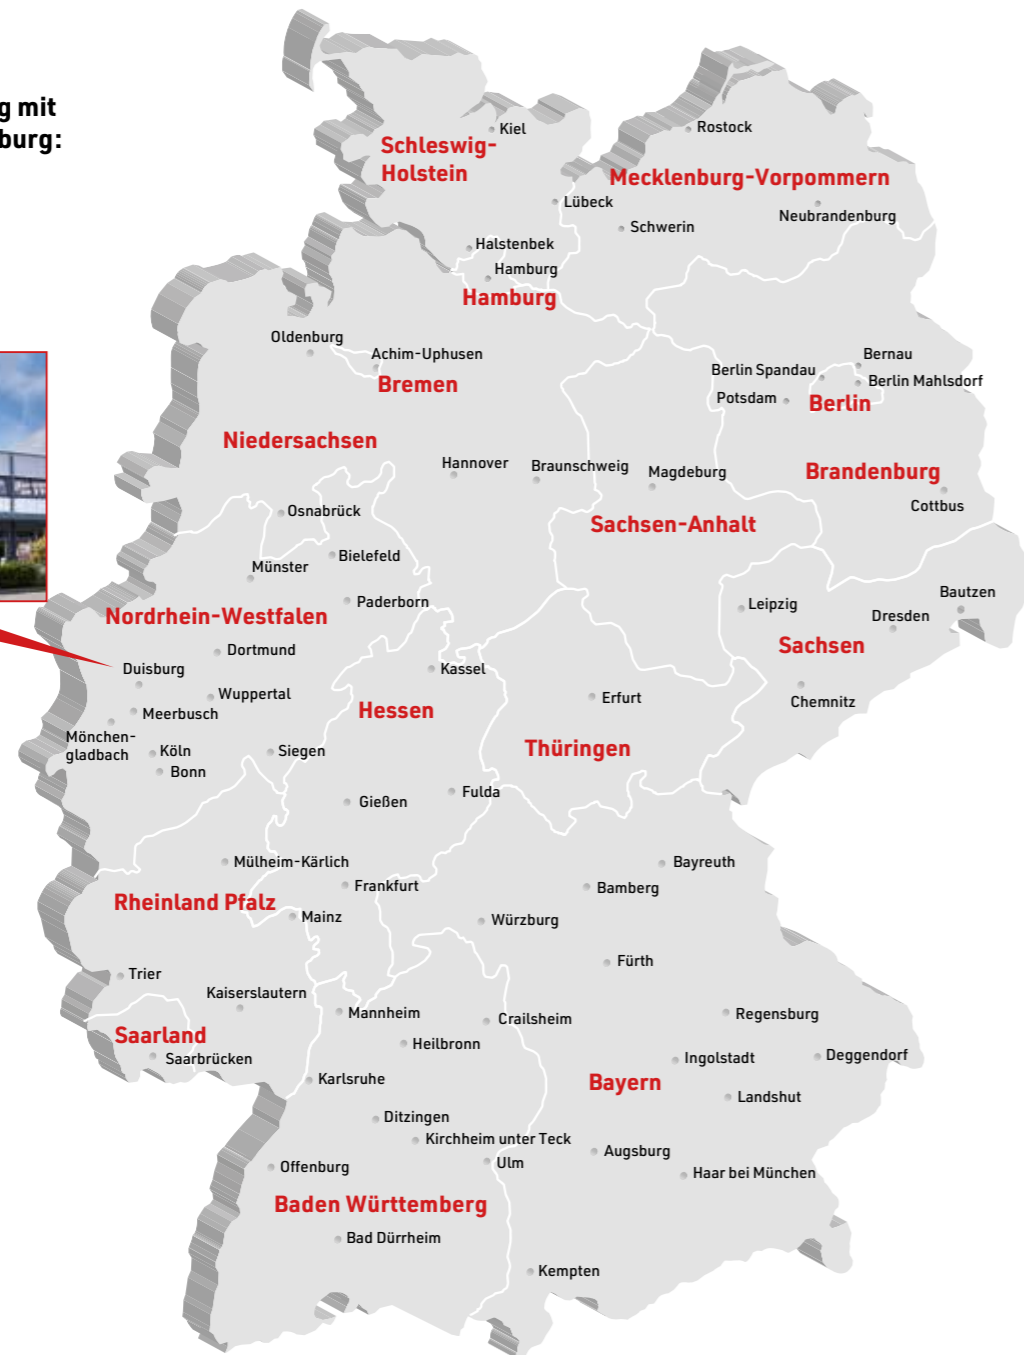 g mit
burg:
Kiel
Rostock
Schleswig-
Holstein
Mecklenburg-Vorpommern
Lübeck
Neubrandenburg
Schwerin
Halstenbek
Hamburg
Hamburg
Oldenburg
Achim-Uphusen
Bremen
Bernau
Berlin Spandau
Berlin Mahlsdorf
Potsdam
Berlin
Niedersachsen
Hannover
Braunschweig
Magdeburg
Brandenburg
Cottbus
Osnabrück
Sachsen-Anhalt
Bielefeld
Münster
Paderborn
Nordrhein-Westfalen
Leipzig
Bautzen
Dresden
Sachsen
Dortmund
Duisburg
Kassel
Wuppertal
Erfurt
Chemnitz
Meerbusch
Hessen
Mönchen-
gladbach
Köln
Siegen
Thüringen
Bonn
Gießen
Fulda
Mülheim-Kärlich
Bayreuth
Frankfurt
Bamberg
Rheinland Pfalz
Mainz
Würzburg
Fürth
Trier
Kaiserslautern
Mannheim
Crailsheim
Regensburg
Saarland
Heilbronn
Saarbrücken
Ingolstadt
Deggendorf
Karlsruhe
Bayern
Landshut
Ditzingen
Kirchheim unter Teck
Augsburg
Offenburg
Ulm
Haar bei München
Baden Württemberg
Bad Dürrheim
Kempten